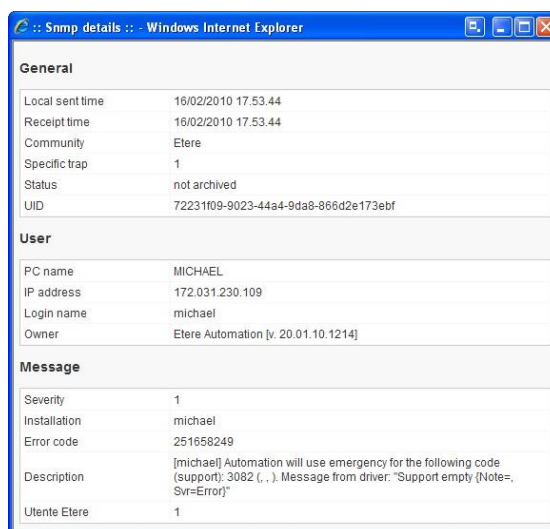 :: Snmp details :: - Windows Internet Explorer
General
Local sent time 16/02/2010 17.53.44
Receipt time 16/02/2010 17.53.44
Community Etere
Specific trap 1
Status not archived
UID 72231f09-9023-44a4-9da8-866d2e173ebf
User
PC name MICHAEL
IP address 172.031.230.109
Login name michael
Owner Etere Automation [v. 20.01.10.1214]
Message
Severity 1
Installation michael
Error code 251658249
Description [michael] Automation will use emergency for the following code
(support): 3082 (, , ). Message from driver: "Support empty {Note=,
Svr=Error}"
Utente Etere 1